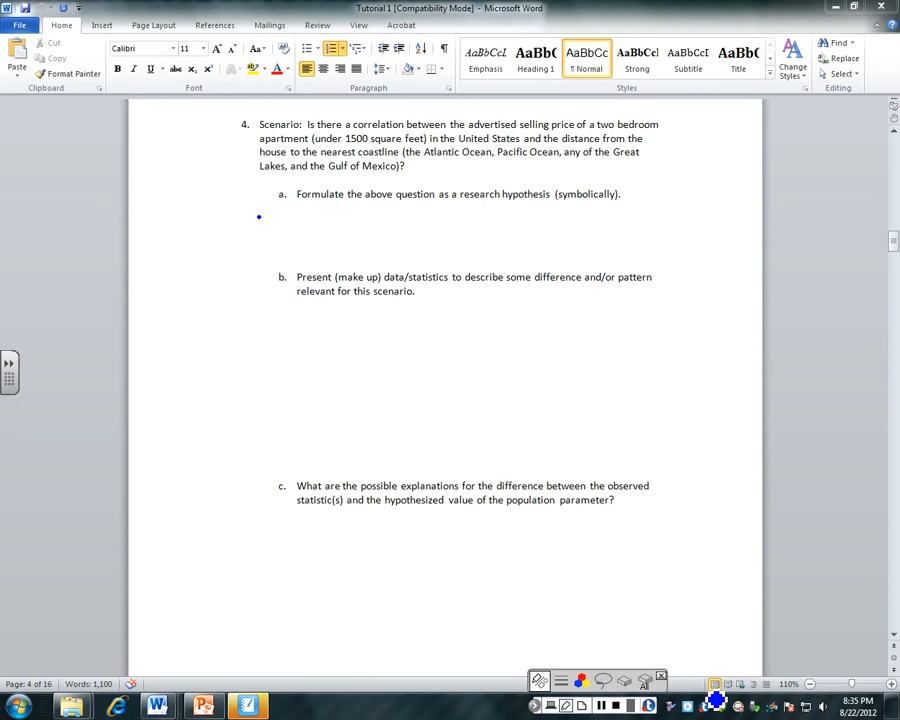 Tutorial 1 [Compatibility Mode] - Microsoft Word
File Home Insert Page Layout References Mailings Review View Acrobat
Cut
Copy
Format Painter
Paste
Clipboard
Calibri 11
Font
Paragraph
AaBbCcI AaBb( AaBbCc AaBbCcl AaBbCcD AaBb(
Emphasis Heading 1 ¶ Normal Strong Subtitle Title
Change Styles
Styles
Find
Replace
Select
Editing
4. Scenario: Is there a correlation between the advertised selling price of a two bedroom
apartment (under 1500 square feet) in the United States and the distance from the
house to the nearest coastline (the Atlantic Ocean, Pacific Ocean, any of the Great
Lakes, and the Gulf of Mexico)?
a. Formulate the above question as a research hypothesis (symbolically).
b. Present (make up) data/statistics to describe some difference and/or pattern
relevant for this scenario.
c. What are the possible explanations for the difference between the observed
statistic(s) and the hypothesized value of the population parameter?
All
Page: 4 of 16 Words: 1,100 110%
8:35 PM
8/22/2012